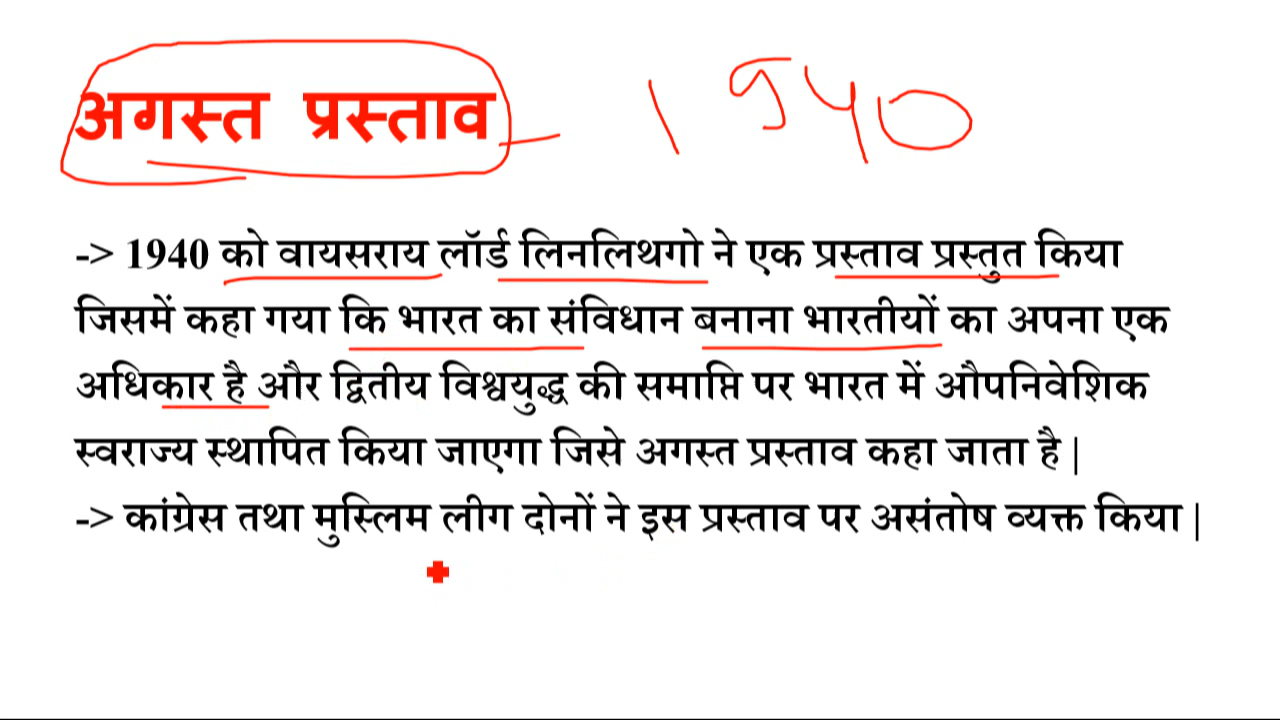 अगस्त प्रस्ताव - 1940
-> 1940 को वायसराय लॉर्ड लिनलिथगो ने एक प्रस्ताव प्रस्तुत किया
जिसमें कहा गया कि भारत का संविधान बनाना भारतीयों का अपना एक
अधिकार है और द्वितीय विश्वयुद्ध की समाप्ति पर भारत में औपनिवेशिक
स्वराज्य स्थापित किया जाएगा जिसे अगस्त प्रस्ताव कहा जाता है |
-> कांग्रेस तथा मुस्लिम लीग दोनों ने इस प्रस्ताव पर असंतोष व्यक्त किया |